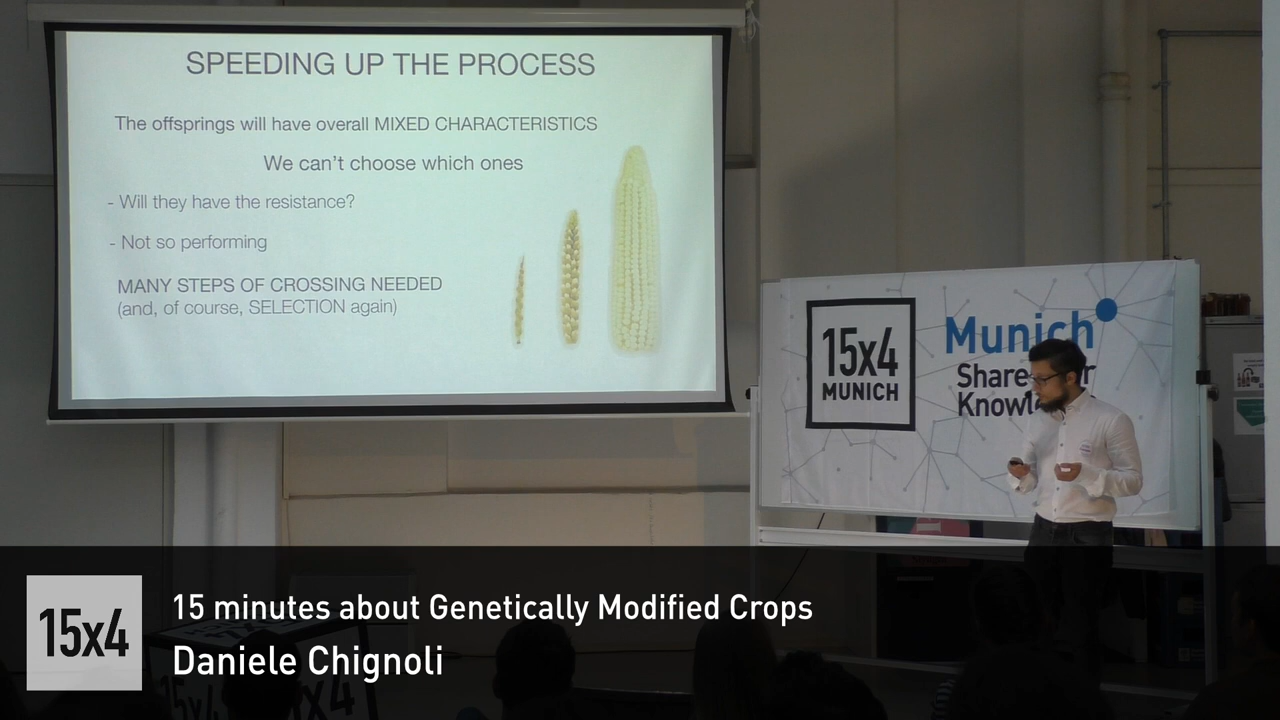 SPEEDING UP THE PROCESS
The offsprings will have overall MIXED CHARACTERISTICS
We can't choose which ones
- Will they have the resistance?
- Not so performing
MANY STEPS OF CROSSING NEEDED
(and, of course, SELECTION again)
15x4
MUNICH
Munich
Share
15x4
15 minutes about Genetically Modified Crops
Daniele Chignoli